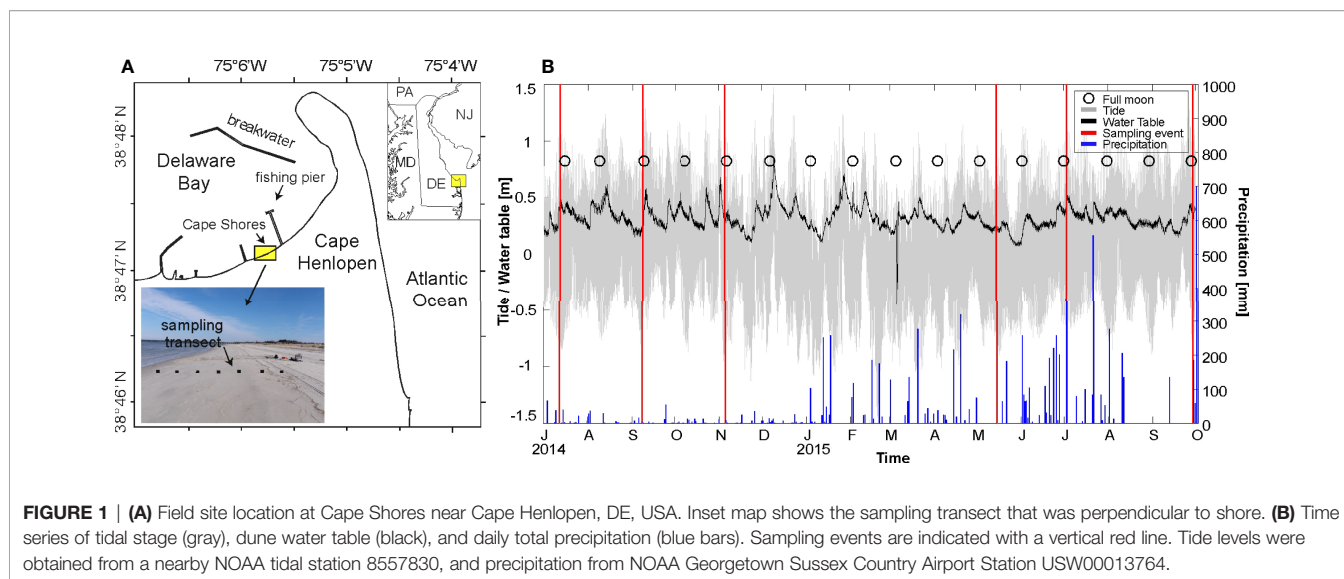 A
75°6'W
75°5'W
75°4'W
38°48' N
38°47' N
38°46' N
PA
NJ
MD
DE
breakwater
Delaware
Bay
fishing pier
Cape Shores
Cape
Henlopen
Atlantic
Ocean
sampling
transect
B
Tide / Water table [m]
1.5
1
0.5
0
-0.5
-1
-1.5
Full moon
Tide
Water Table
Sampling event
Precipitation
1000
900
800
700
600
500
400
300
200
100
0
Precipitation
[mm]
J A S O N D J F M A M J J A S O
2014 2015
Time
FIGURE 1 | (A) Field site location at Cape Shores near Cape Henlopen, DE, USA. Inset map shows the sampling transect that was perpendicular to shore. (B) Time
series of tidal stage (gray), dune water table (black), and daily total precipitation (blue bars). Sampling events are indicated with a vertical red line. Tide levels were
obtained from a nearby NOAA tidal station 8557830, and precipitation from NOAA Georgetown Sussex Country Airport Station USW00013764.